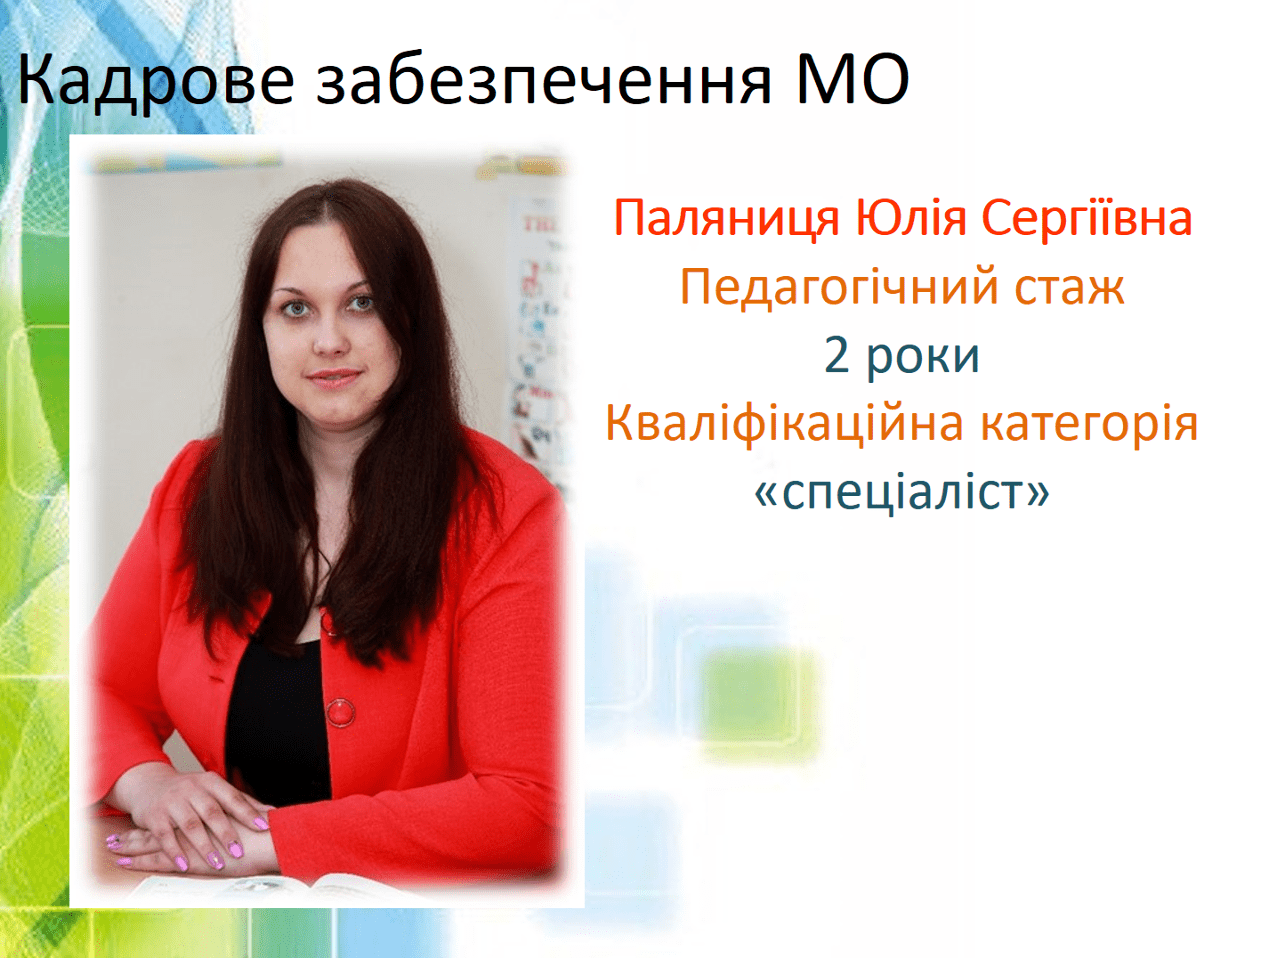 Кадрове забезпечення МО
Паляниця Юлія Сергіївна
Педагогічний стаж
2 роки
Кваліфікаційна категорія
«спеціаліст»